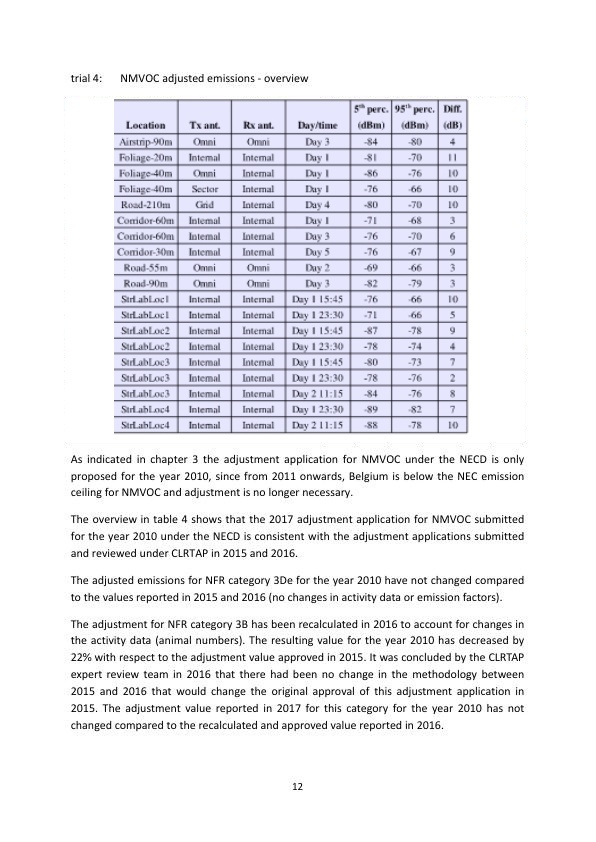 trial 4: NMVOC adjusted emissions - overview
Location Tx ant. Rx ant. Day/time 5th perc. (dBm) 95th perc. (dBm) Diff. (dB)
Airstrip-90m Omni Omni Day 3 -84 -80 4
Foliage-20m Internal Internal Day 1 -81 -70 11
Foliage-40m Omni Internal Day 1 -86 -76 10
Foliage-40m Sector Internal Day 1 -76 -66 10
Road-210m Grid Internal Day 4 -80 -70 10
Corridor-60m Internal Internal Day 1 -71 -68 3
Corridor-60m Internal Internal Day 3 -76 -70 6
Corridor-30m Internal Internal Day 5 -76 -67 9
Road-55m Omni Omni Day 2 -69 -66 3
Road-90m Omni Omni Day 3 -82 -79 3
StrLabLoc1 Internal Internal Day 1 15:45 -76 -66 10
StrLabLoc1 Internal Internal Day 1 23:30 -71 -66 5
StrLabLoc2 Internal Internal Day 1 15:45 -87 -78 9
StrLabLoc2 Internal Internal Day 1 23:30 -78 -74 4
StrLabLoc3 Internal Internal Day 1 15:45 -80 -73 7
StrLabLoc3 Internal Internal Day 1 23:30 -78 -76 2
StrLabLoc3 Internal Internal Day 2 11:15 -84 -76 8
StrLabLoc4 Internal Internal Day 1 23:30 -89 -82 7
StrLabLoc4 Internal Internal Day 2 11:15 -88 -78 10
As indicated in chapter 3 the adjustment application for NMVOC under the NECD is only
proposed for the year 2010, since from 2011 onwards, Belgium is below the NEC emission
ceiling for NMVOC and adjustment is no longer necessary.
The overview in table 4 shows that the 2017 adjustment application for NMVOC submitted
for the year 2010 under the NECD is consistent with the adjustment applications submitted
and reviewed under CLRTAP in 2015 and 2016.
The adjusted emissions for NFR category 3De for the year 2010 have not changed compared
to the values reported in 2015 and 2016 (no changes in activity data or emission factors).
The adjustment for NFR category 3B has been recalculated in 2016 to account for changes in
the activity data (animal numbers). The resulting value for the year 2010 has decreased by
22% with respect to the adjustment value approved in 2015. It was concluded by the CLRTAP
expert review team in 2016 that there had been no change in the methodology between
2015 and 2016 that would change the original approval of this adjustment application in
2015. The adjustment value reported in 2017 for this category for the year 2010 has not
changed compared to the recalculated and approved value reported in 2016.
12